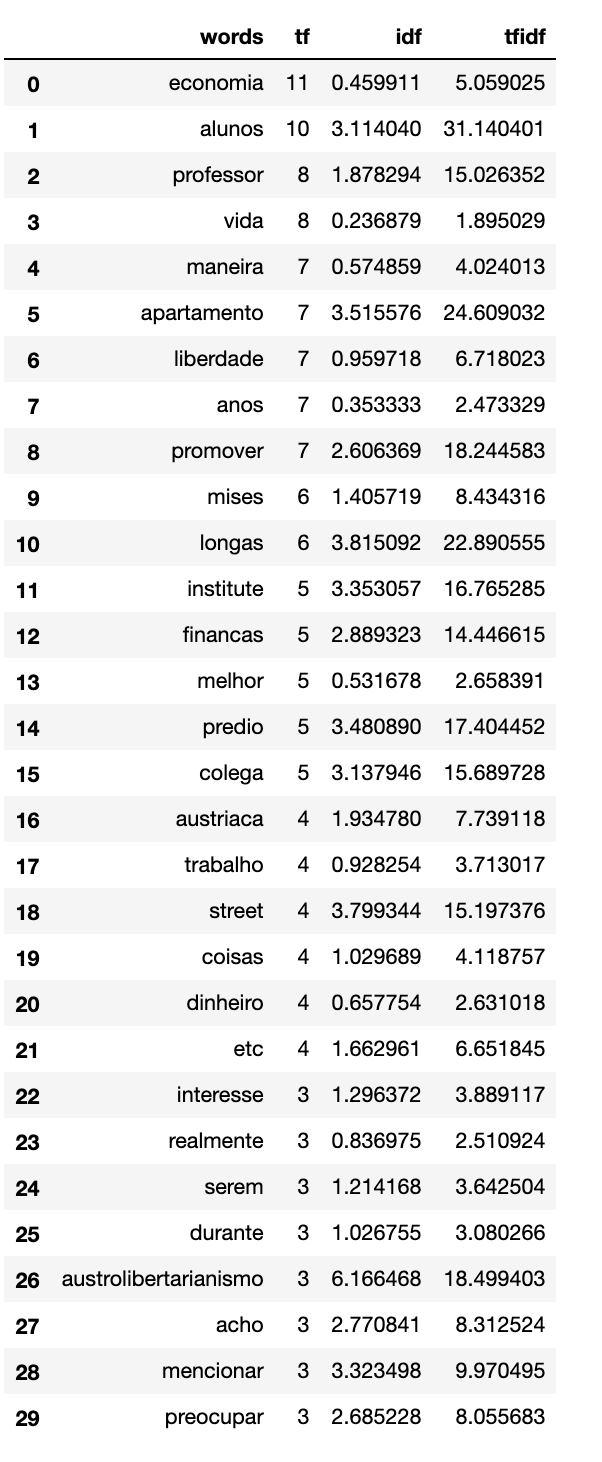 words tf idf tfidf
0 economia 11 0.459911 5.059025
1 alunos 10 3.114040 31.140401
2 professor 8 1.878294 15.026352
3 vida 8 0.236879 1.895029
4 maneira 7 0.574859 4.024013
5 apartamento 7 3.515576 24.609032
6 liberdade 7 0.959718 6.718023
7 anos 7 0.353333 2.473329
8 promover 7 2.606369 18.244583
9 mises 6 1.405719 8.434316
10 longas 6 3.815092 22.890555
11 institute 5 3.353057 16.765285
12 financas 5 2.889323 14.446615
13 melhor 5 0.531678 2.658391
14 predio 5 3.480890 17.404452
15 colega 5 3.137946 15.689728
16 austriaca 4 1.934780 7.739118
17 trabalho 4 0.928254 3.713017
18 street 4 3.799344 15.197376
19 coisas 4 1.029689 4.118757
20 dinheiro 4 0.657754 2.631018
21 etc 4 1.662961 6.651845
22 interesse 3 1.296372 3.889117
23 realmente 3 0.836975 2.510924
24 serem 3 1.214168 3.642504
25 durante 3 1.026755 3.080266
26 austrolibertarianismo 3 6.166468 18.499403
27 acho 3 2.770841 8.312524
28 mencionar 3 3.323498 9.970495
29 preocupar 3 2.685228 8.055683